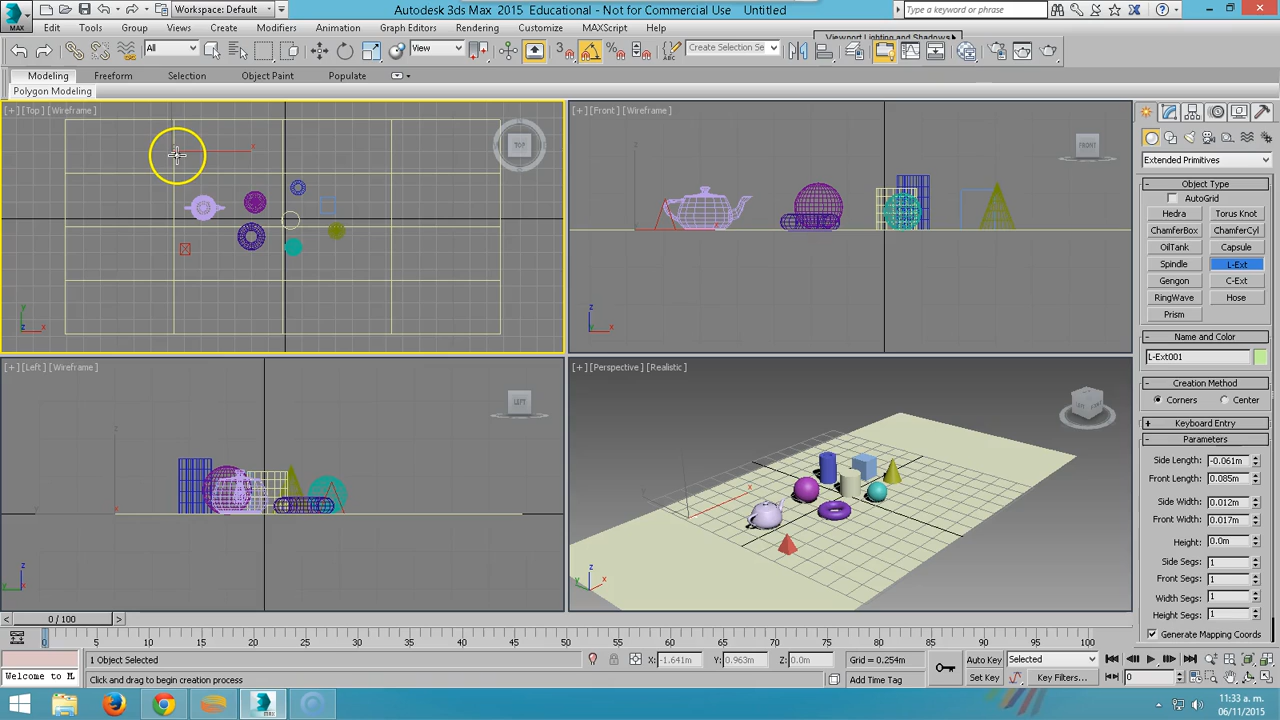 MAX
Workspace: Default
Autodesk 3ds Max 2015 Educational - Not for Commercial Use Untitled
Type a keyword or phrase
Edit Tools Group Views Create Modifiers Animation Graph Editors Rendering Customize MAXScript Help
Viewport Lighting and Shadows
All View Create Selection Se
Modeling Freeform Selection Object Paint Populate
Polygon Modeling
[+] [Top] [Wireframe]
[+] [Front] [Wireframe]
TOP
FRONT
Extended Primitives
Object Type
AutoGrid
Hedra Torus Knot
ChamferBox ChamferCyl
OilTank Capsule
Spindle L-Ext
Gengon C-Ext
RingWave Hose
Prism
Name and Color
L-Ext001
[+] [Left] [Wireframe]
[+] [Perspective] [Realistic]
LEFT
Creation Method
Corners Center
Keyboard Entry
Parameters
Side Length: -0.061m
Front Length: 0.085m
Side Width: 0.012m
Front Width: 0.017m
Height: 0.0m
Side Segs: 1
Front Segs: 1
Width Segs: 1
Height Segs: 1
Generate Mapping Coords
0 / 100
0 5 10 15 20 25 30 35 40 45 50 55 60 65 70 75 80 85 90 95 100
1 Object Selected
X: -1.641m Y: 0.963m Z: 0.0m Grid = 0.254m
Auto Key Selected
Welcome to M
Click and drag to begin creation process
Add Time Tag
Set Key Key Filters... 0
11:33 a. m.
06/11/2015